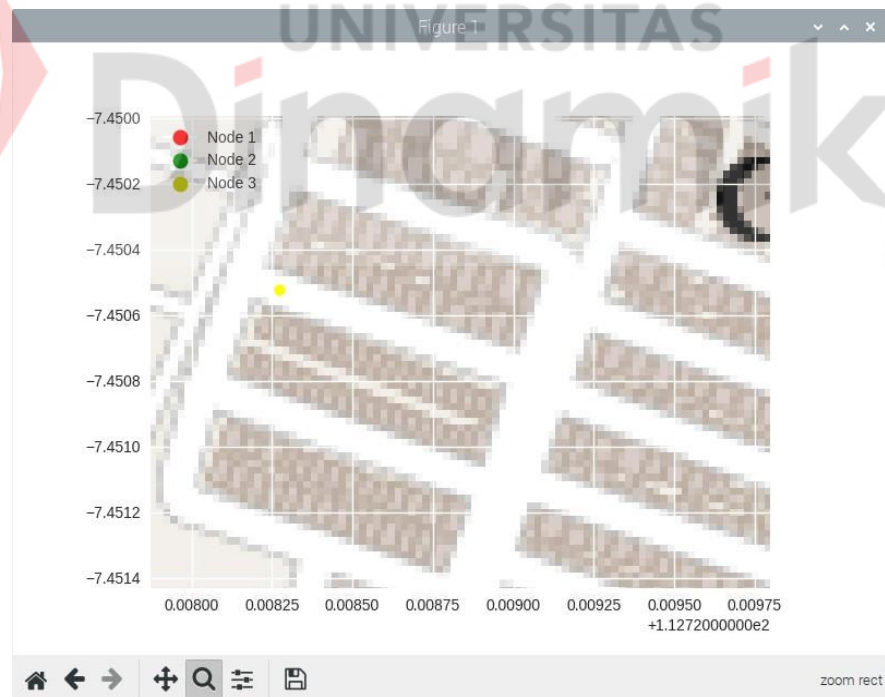 UNIVERSITAS
Figure 1
Dinamik
−7.4500
−7.4502
−7.4504
−7.4506
−7.4508
−7.4510
−7.4512
−7.4514
Node 1
Node 2
Node 3
0.00800 0.00825 0.00850 0.00875 0.00900 0.00925 0.00950 0.00975
+1.1272000000e2
zoom rect